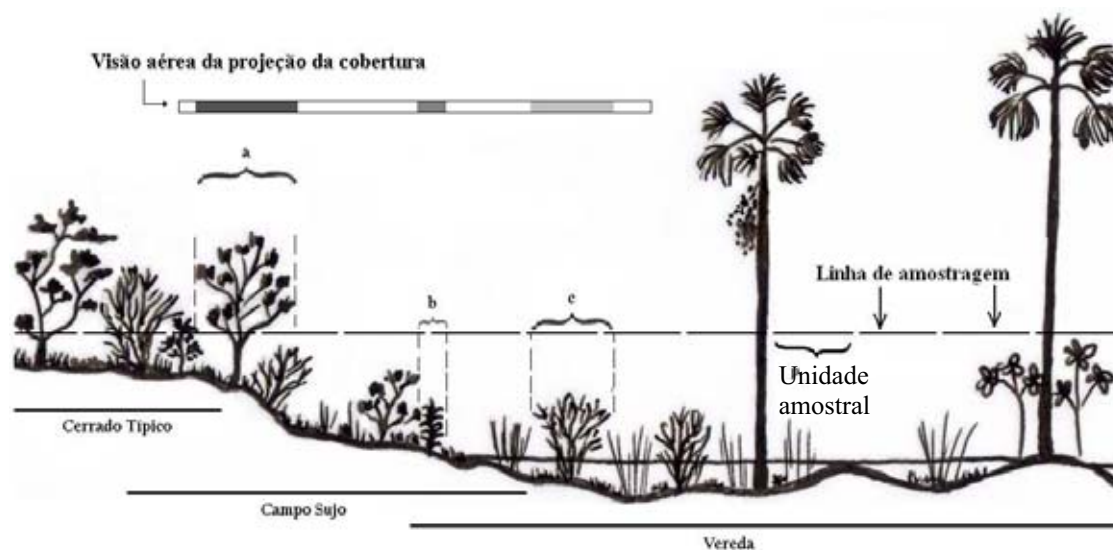 Visão aérea da projeção da cobertura
a
Linha de amostragem
b
c
Unidade
amostral
Cerrado Típico
Campo Sujo
Vereda